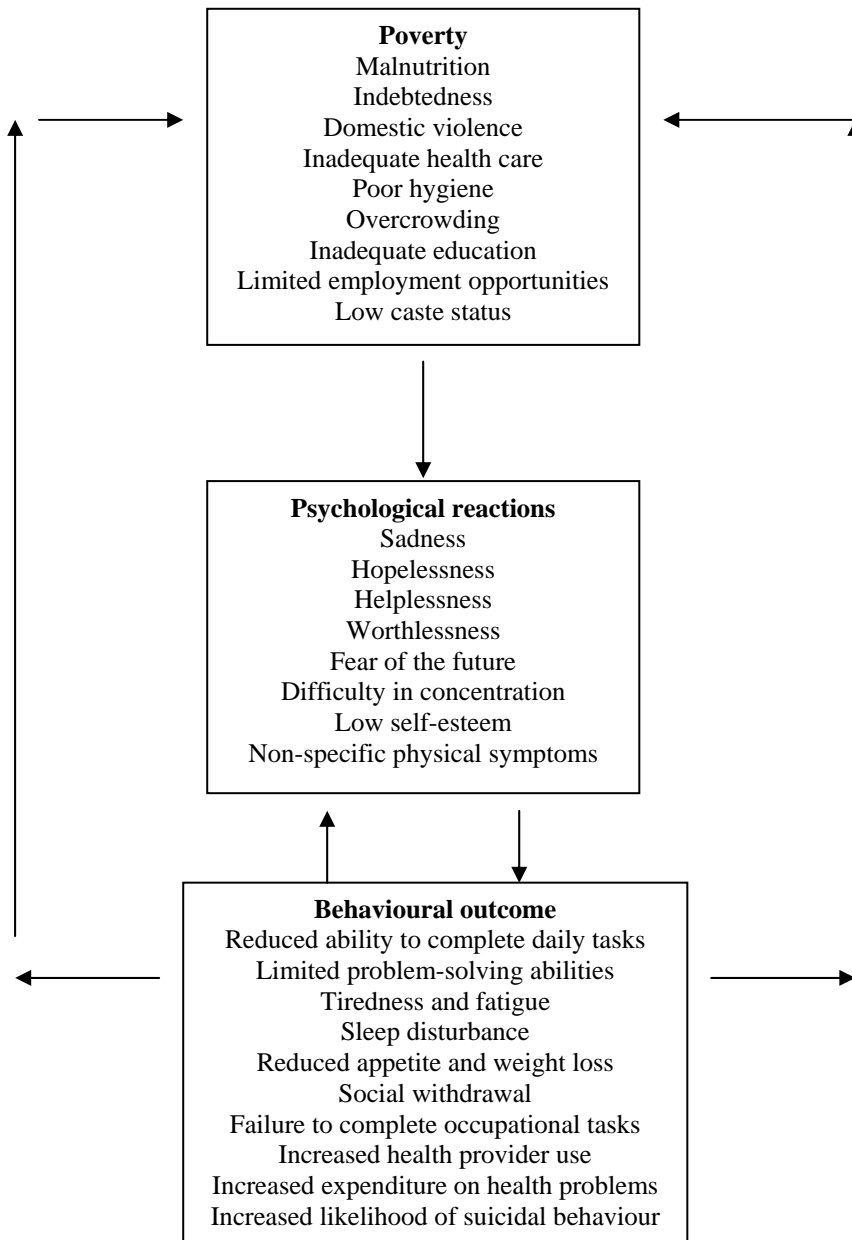 Poverty
Malnutrition
Indebtedness
Domestic violence
Inadequate health care
Poor hygiene
Overcrowding
Inadequate education
Limited employment opportunities
Low caste status
Psychological reactions
Sadness
Hopelessness
Helplessness
Worthlessness
Fear of the future
Difficulty in concentration
Low self-esteem
Non-specific physical symptoms
Behavioural outcome
Reduced ability to complete daily tasks
Limited problem-solving abilities
Tiredness and fatigue
Sleep disturbance
Reduced appetite and weight loss
Social withdrawal
Failure to complete occupational tasks
Increased health provider use
Increased expenditure on health problems
Increased likelihood of suicidal behaviour